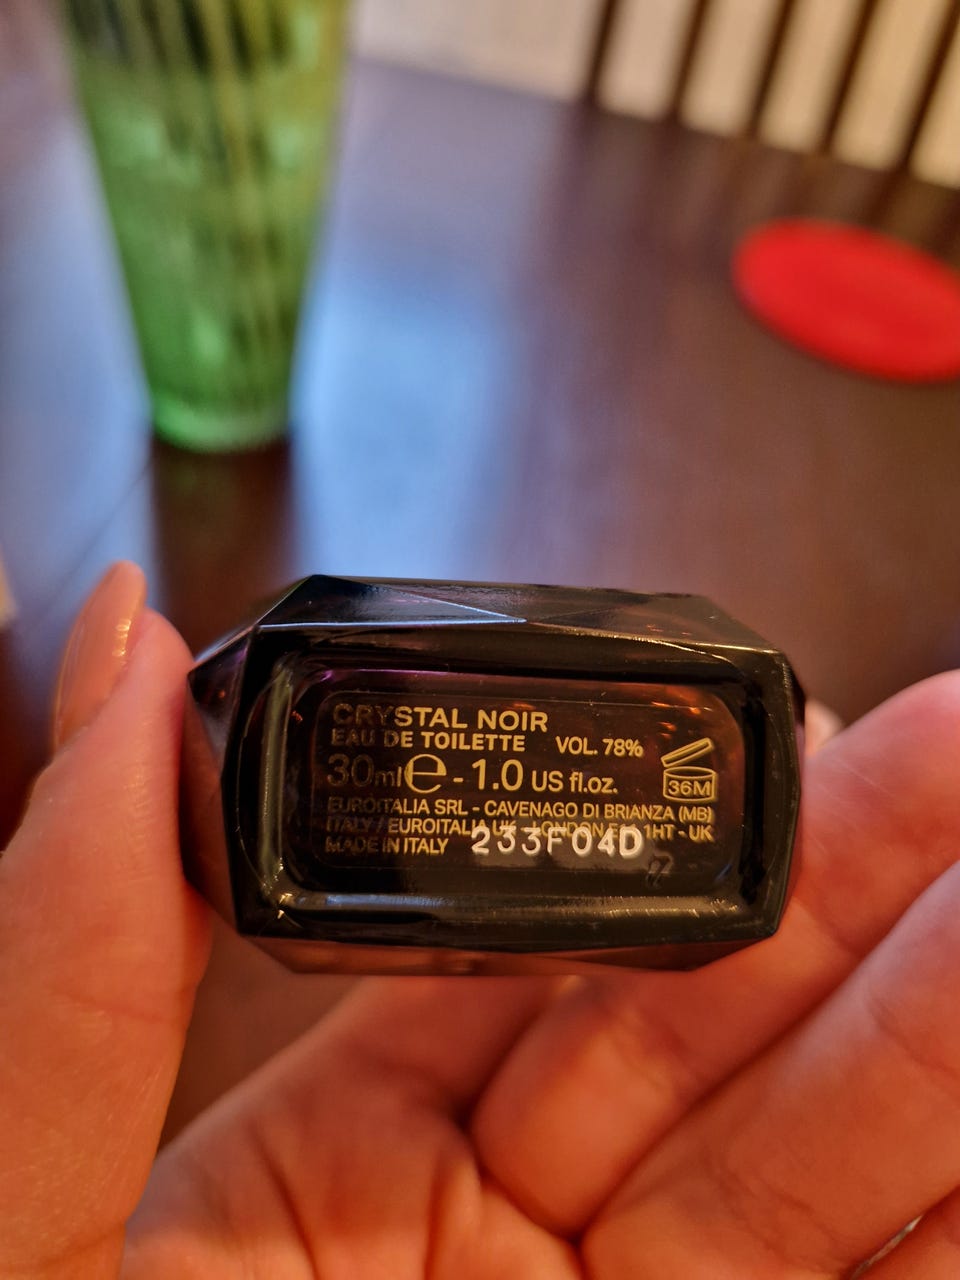 CRYSTAL NOIR
EAU DE TOILETTE VOL. 78%
30ml ℮ - 1.0 US fl.oz.
36M
EUROITALIA SRL - CAVENAGO DI BRIANZA (MB)
ITALY / EUROITALIA UK - LONDON 1HT - UK
MADE IN ITALY 233F04D